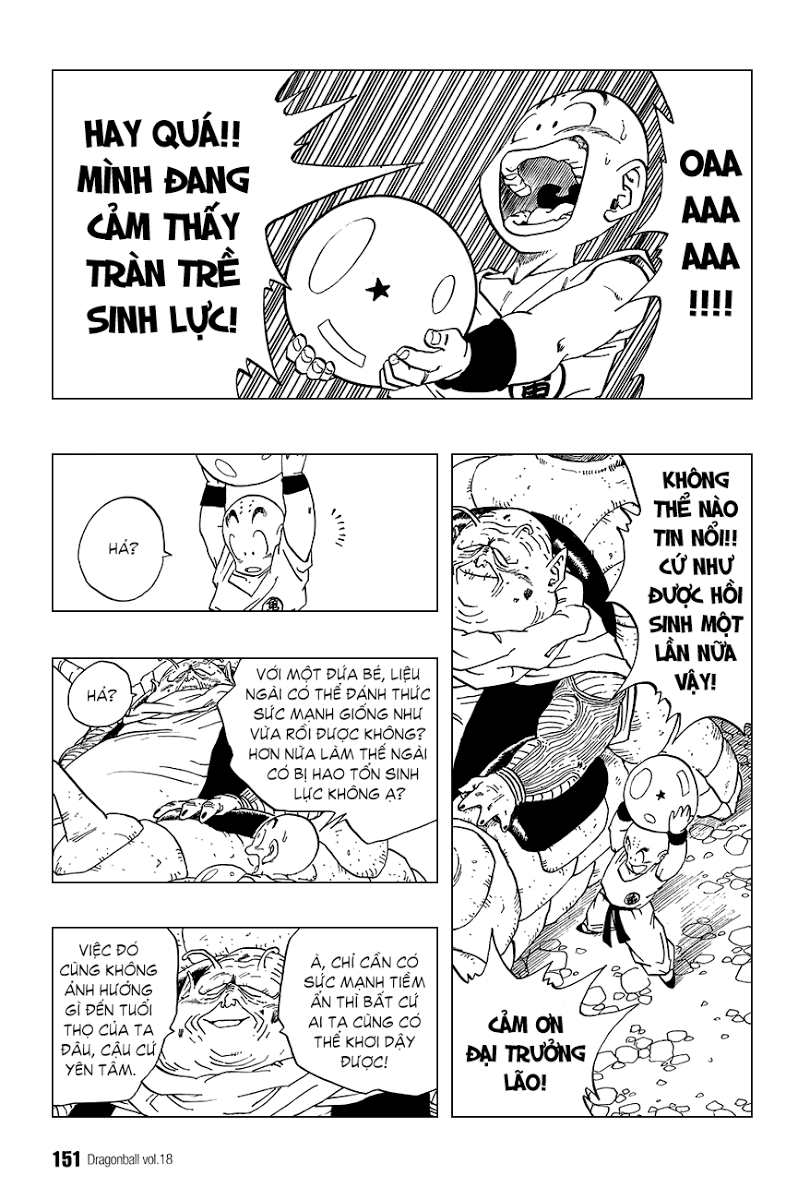 OAA
AAA
AAA
!!!!
HAY QUÁ!!
MÌNH ĐANG
CẢM THẤY
TRÀN TRỀ
SINH LỰC!
KHÔNG
THỂ NÀO
TIN NỔI!!
CỨ NHƯ
ĐƯỢC HỒI
SINH MỘT
LẦN NỮA
VẬY!
CẢM ƠN
ĐẠI TRƯỞNG
LÃO!
HẢ?
VỚI MỘT ĐỨA BÉ, LIỆU
NGÀI CÓ THỂ ĐÁNH THỨC
SỨC MẠNH GIỐNG NHƯ
VỪA RỒI ĐƯỢC KHÔNG?
HƠN NỮA LÀM THẾ NGÀI
CÓ BỊ HAO TỔN SINH
LỰC KHÔNG Ạ?
HẢ?
À, CHỈ CẦN CÓ
SỨC MẠNH TIỀM
ẨN THÌ BẤT CỨ
AI TA CŨNG CÓ
THỂ KHƠI DẬY
ĐƯỢC!
VIỆC ĐÓ
CŨNG KHÔNG
ẢNH HƯỚNG
GÌ ĐẾN TUỔI
THỌ CỦA TA
ĐÂU, CẬU CỨ
YÊN TÂM.
151 Dragonball vol.18